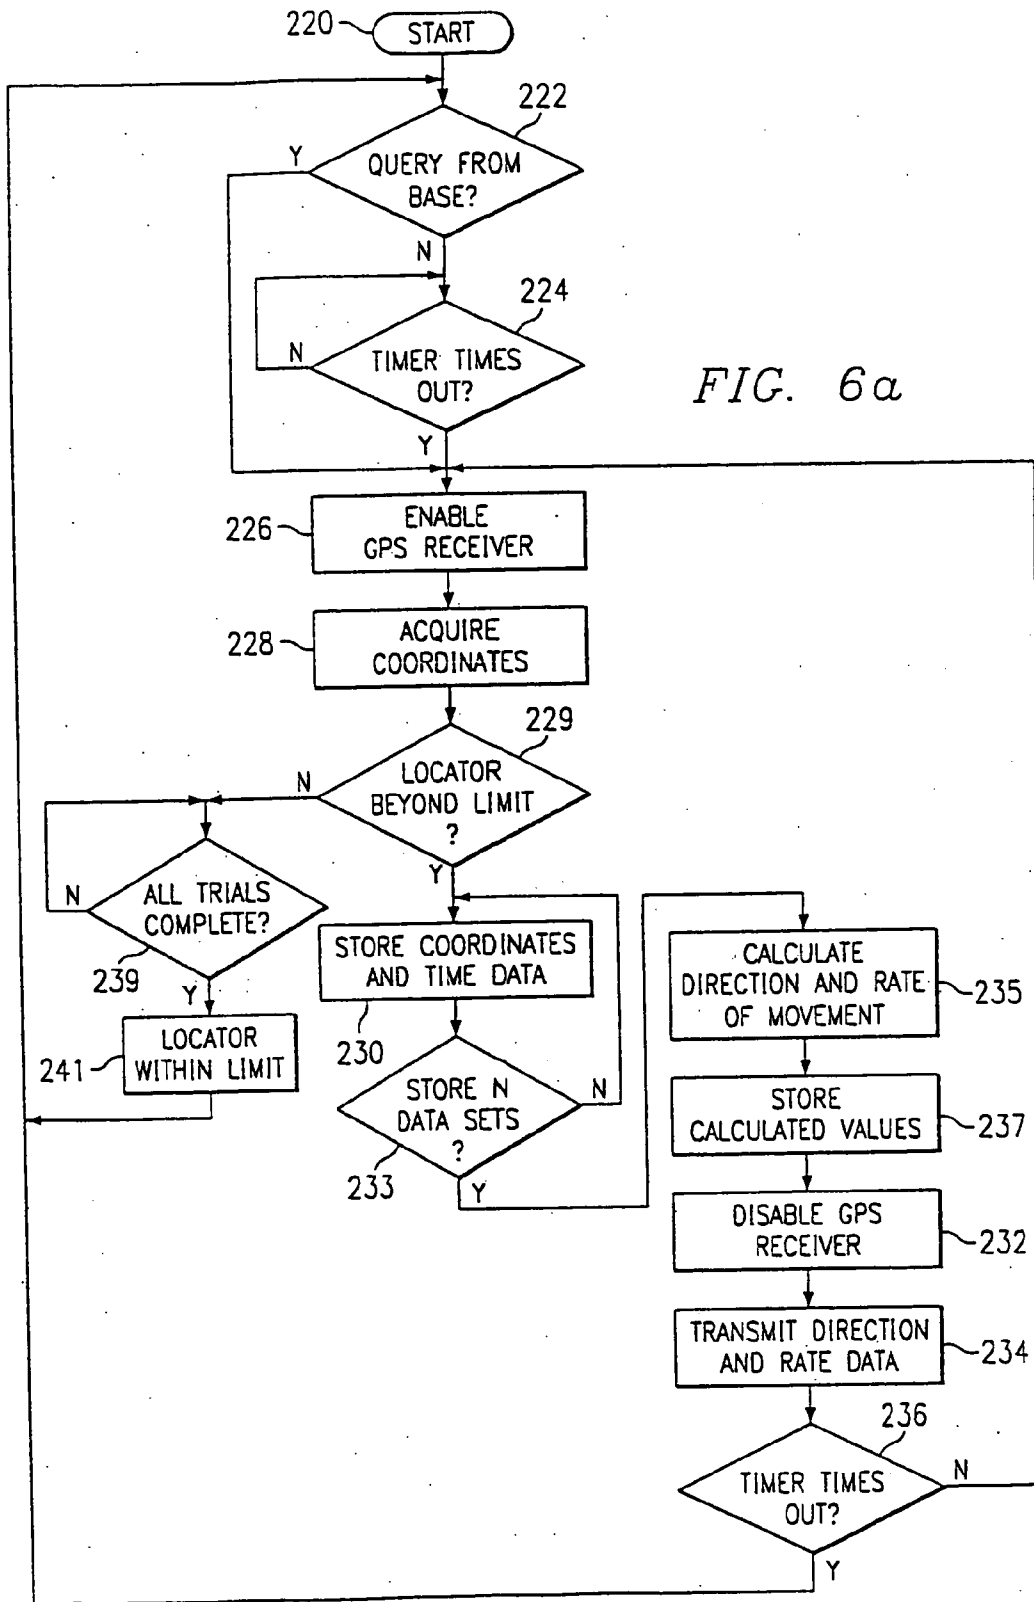 220
START
222
Y
QUERY FROM
BASE?
N
224
N
TIMER TIMES
OUT?
FIG. 6a
Y
226
ENABLE
GPS RECEIVER
228
ACQUIRE
COORDINATES
229
N
LOCATOR
BEYOND LIMIT
?
Y
N
ALL TRIALS
COMPLETE?
239
Y
241
LOCATOR
WITHIN LIMIT
STORE COORDINATES
AND TIME DATA
230
STORE N
DATA SETS
?
N
233
Y
CALCULATE
DIRECTION AND RATE
OF MOVEMENT
235
STORE
CALCULATED VALUES
237
DISABLE GPS
RECEIVER
232
TRANSMIT DIRECTION
AND RATE DATA
234
236
TIMER TIMES
OUT?
N
Y